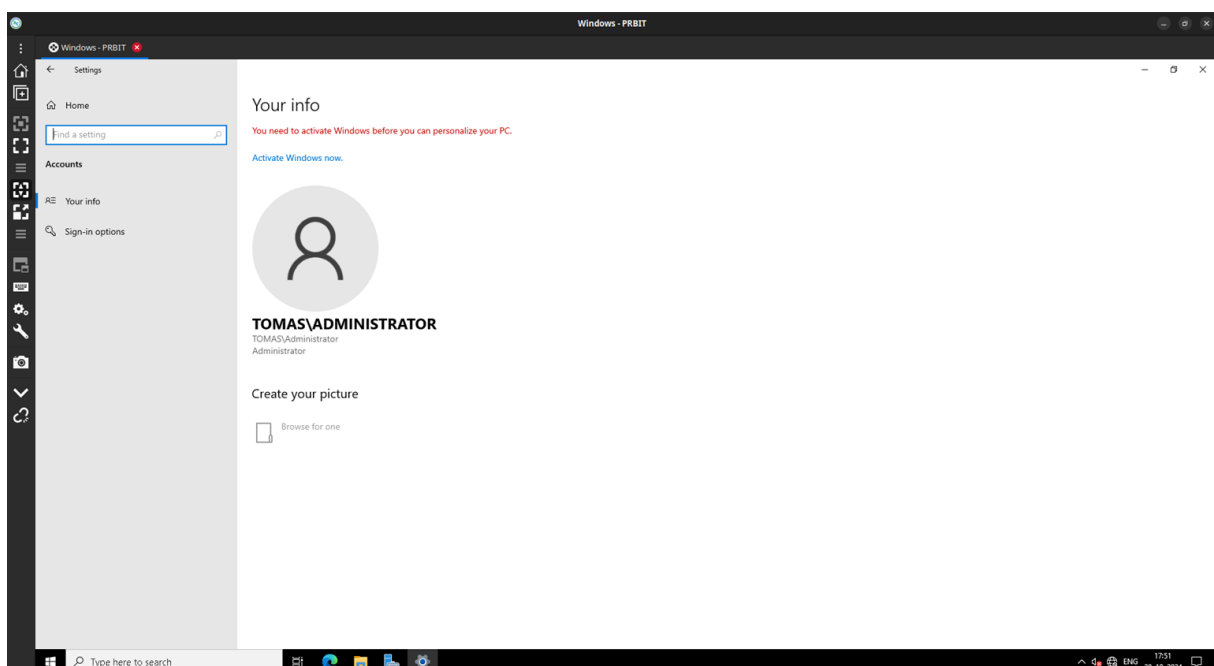 Windows - PRBIT
Windows - PRBIT
Settings
Home
Find a setting
Accounts
Your info
Sign-in options
Your info
You need to activate Windows before you can personalize your PC.
Activate Windows now.
TOMAS\ADMINISTRATOR
TOMAS\Administrator
Administrator
Create your picture
Browse for one
Type here to search
ENG
17:51